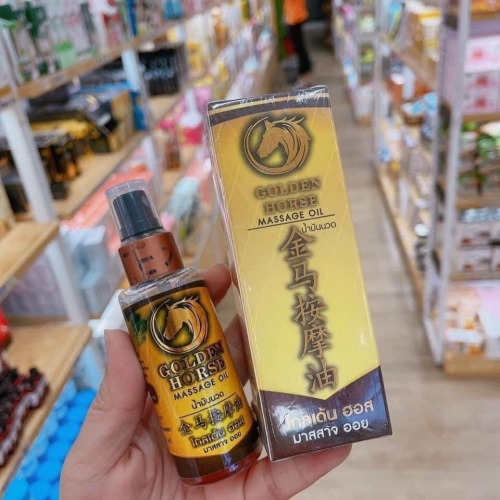 GOLDEN
HORSE
MASSAGE OIL
น้ำมันนวด
金马按摩油
โกลเด้น ฮอส
มาสสาจ ออย
GOLDEN
HORSE
MASSAGE OIL
น้ำมันนวด
金马按摩油
โกลเด้น ฮอส
มาสสาจ ออย